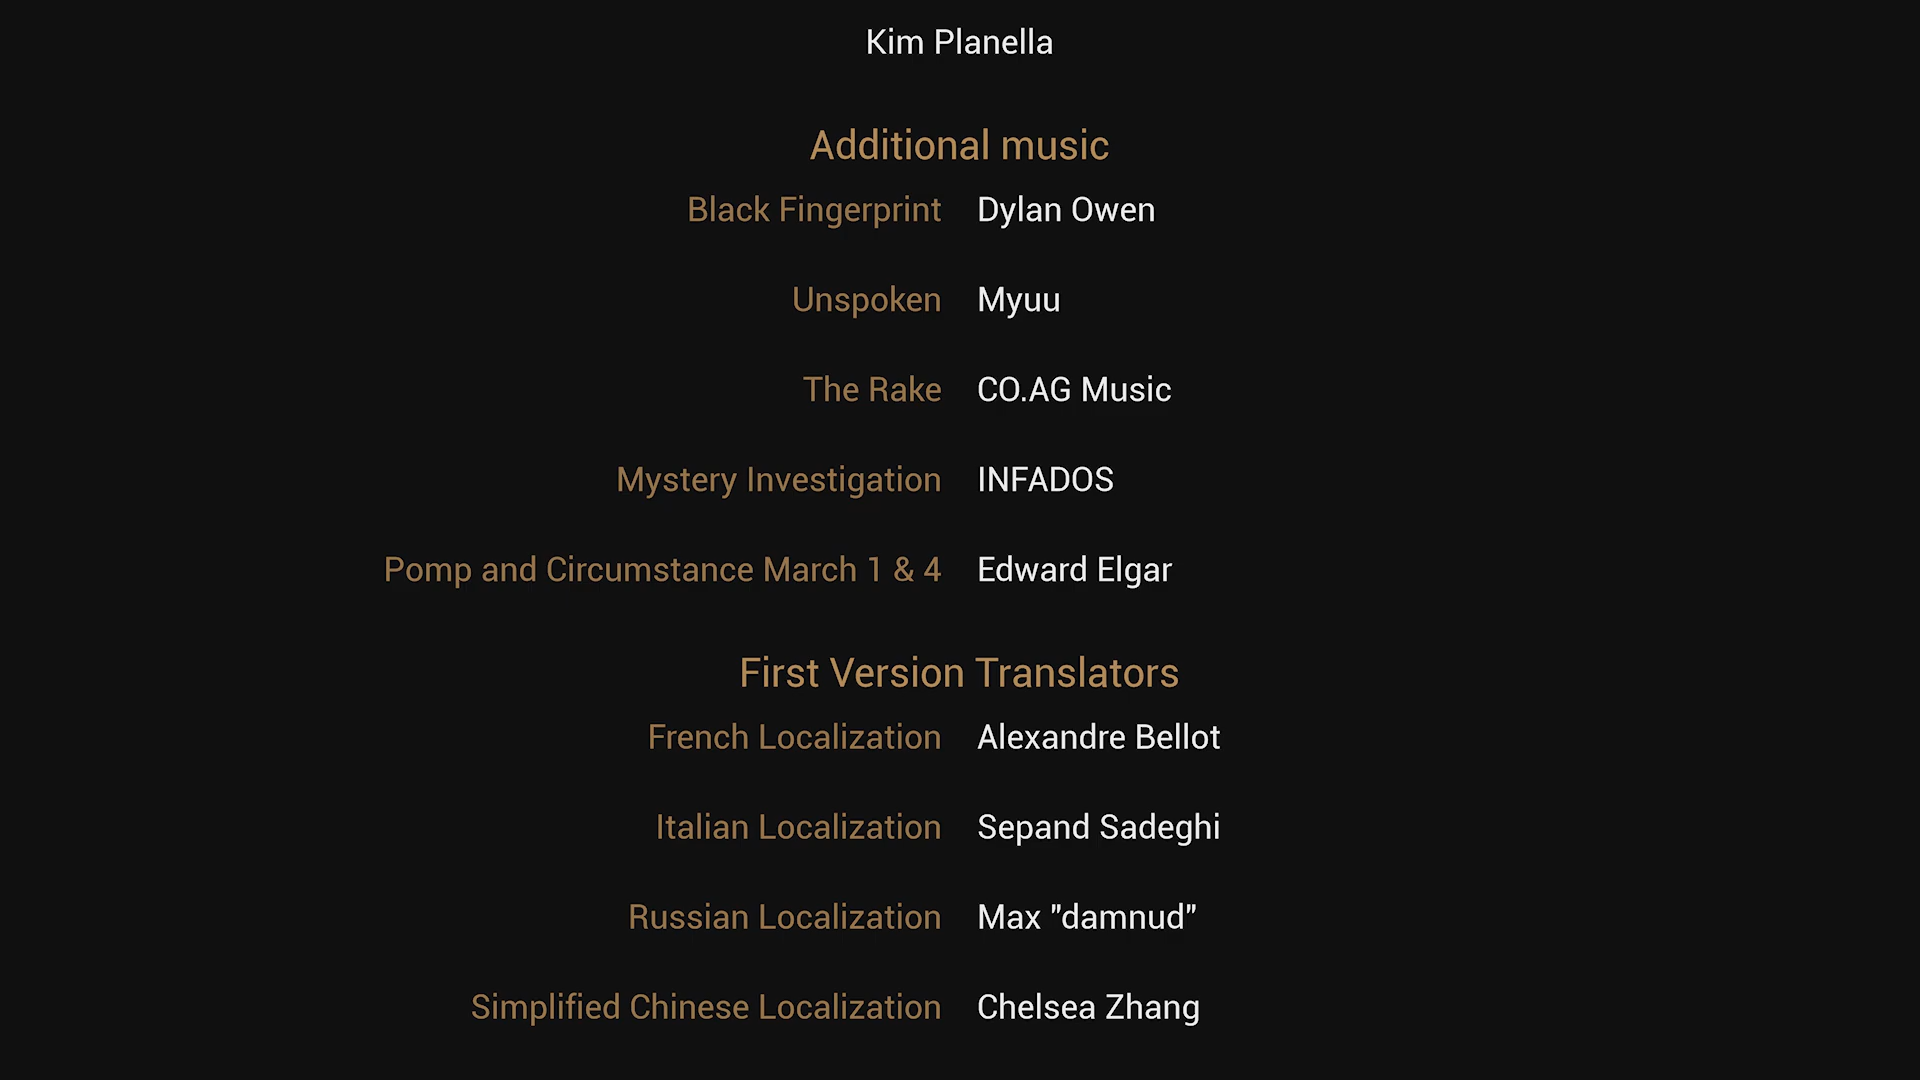 Kim Planella
Additional music
Black Fingerprint Dylan Owen
Unspoken Myuu
The Rake CO.AG Music
Mystery Investigation INFADOS
Pomp and Circumstance March 1 & 4 Edward Elgar
First Version Translators
French Localization Alexandre Bellot
Italian Localization Sepand Sadeghi
Russian Localization Max "damnud"
Simplified Chinese Localization Chelsea Zhang